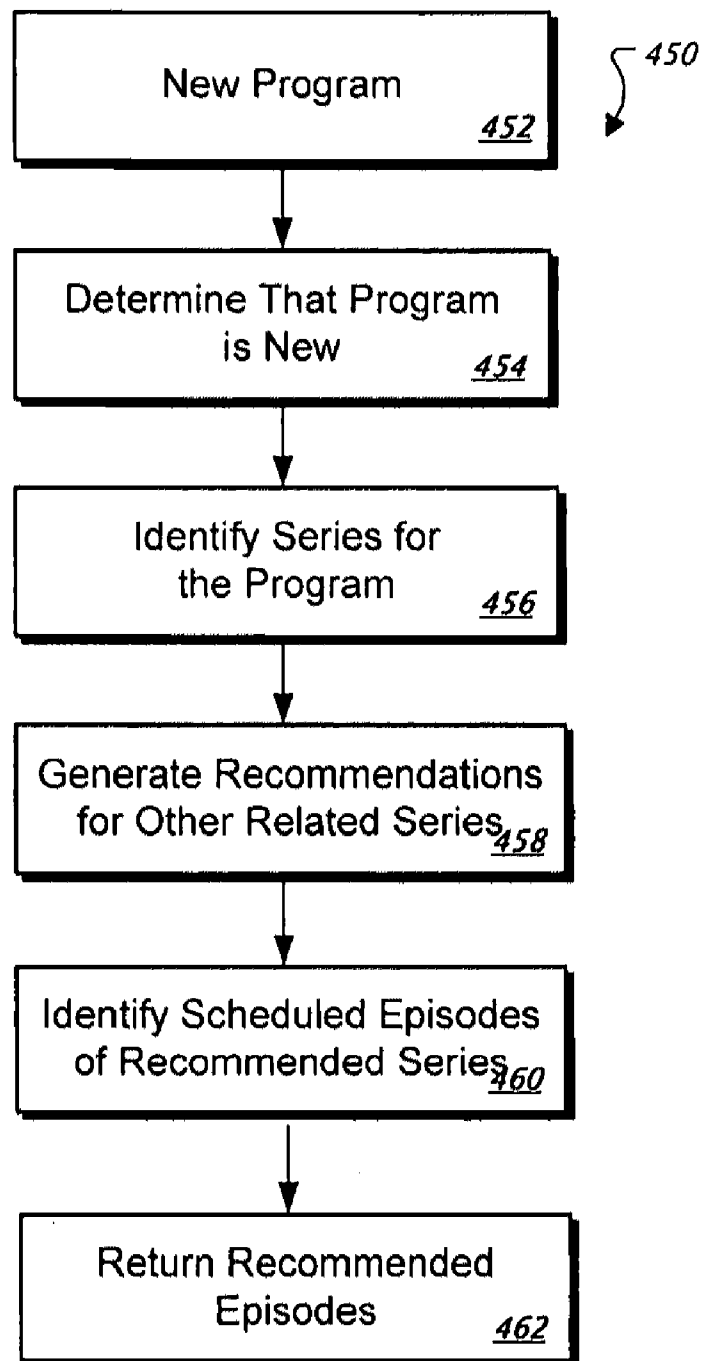 450
New Program
452
Determine That Program
is New
454
Identify Series for
the Program
456
Generate Recommendations
for Other Related Series
458
Identify Scheduled Episodes
of Recommended Series
460
Return Recommended
Episodes
462